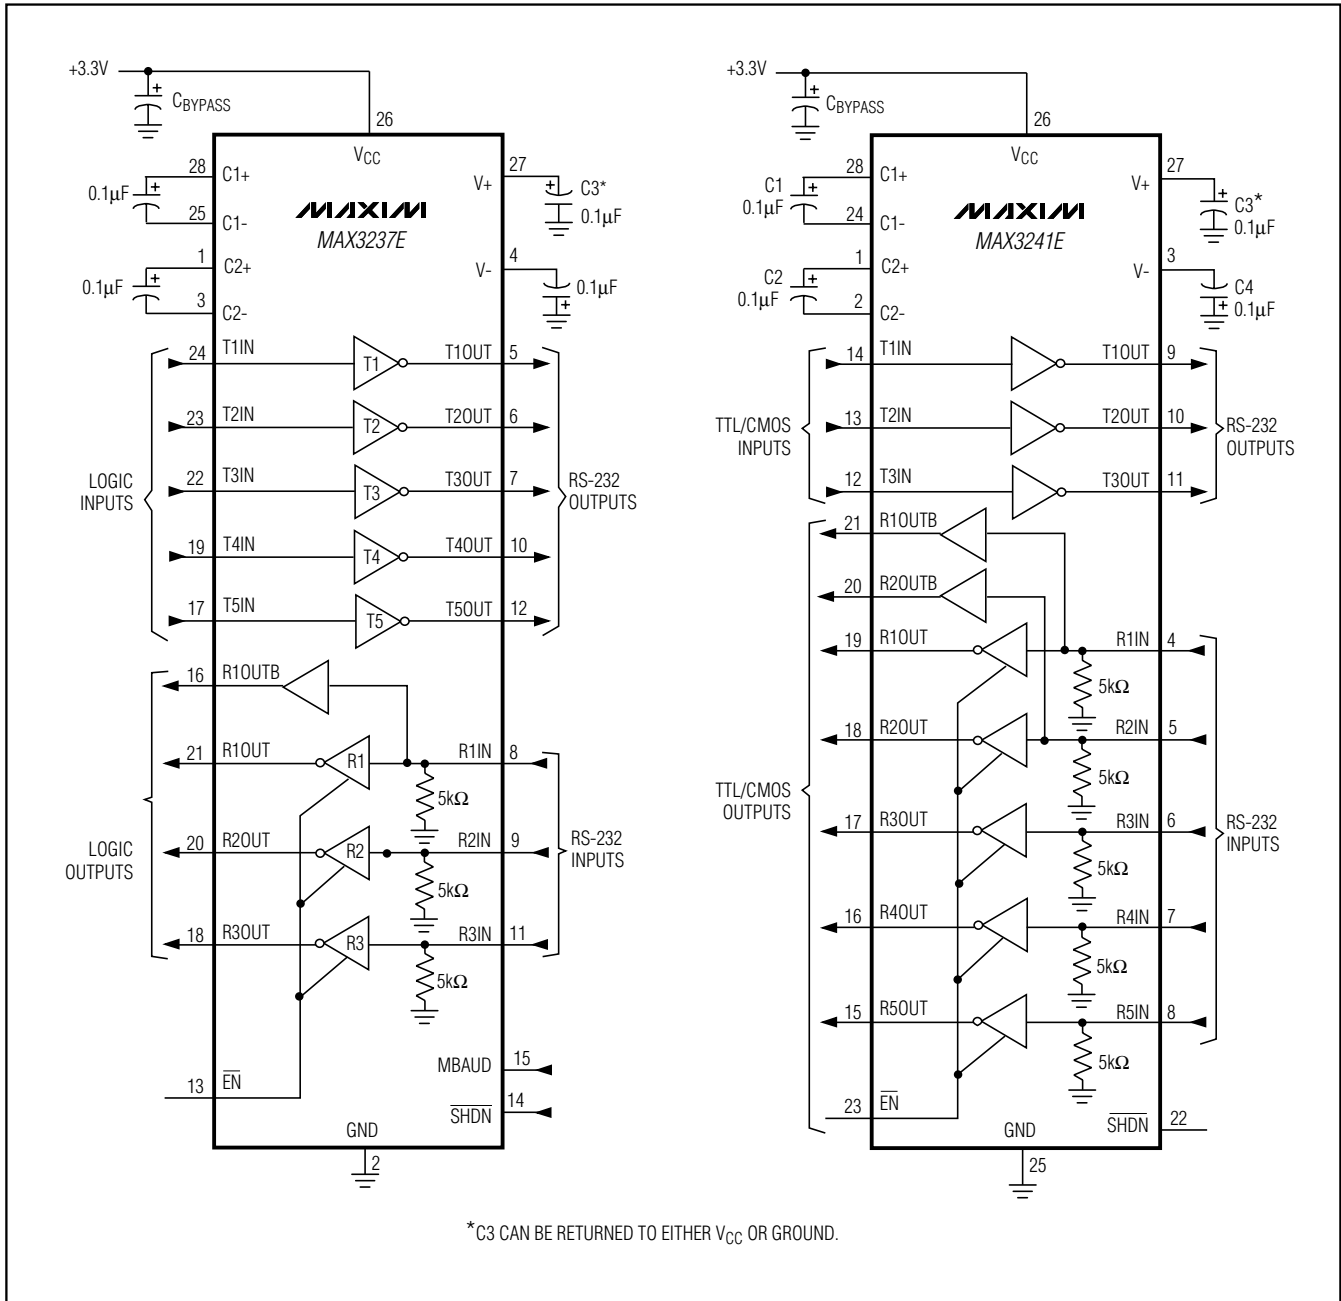 +3.3V
CBYPASS
26
VCC
28
C1+
0.1µF
25
C1-
1
C2+
0.1µF
3
C2-
MAXIM
MAX3237E
27
V+
C3*
0.1µF
4
V-
0.1µF
LOGIC
INPUTS
24 T1IN T1 T1OUT 5
23 T2IN T2 T2OUT 6
22 T3IN T3 T3OUT 7
19 T4IN T4 T4OUT 10
17 T5IN T5 T5OUT 12
RS-232
OUTPUTS
LOGIC
OUTPUTS
16 R1OUTB
21 R1OUT R1 R1IN 8
5kΩ
20 R2OUT R2 R2IN 9
5kΩ
18 R3OUT R3 R3IN 11
5kΩ
RS-232
INPUTS
MBAUD 15
13 EN
SHDN 14
GND
2
+3.3V
CBYPASS
26
VCC
28
C1+
C1
0.1µF
24
C1-
1
C2+
C2
0.1µF
2
C2-
MAXIM
MAX3241E
27
V+
C3*
0.1µF
3
V-
C4
0.1µF
TTL/CMOS
INPUTS
14 T1IN T1OUT 9
13 T2IN T2OUT 10
12 T3IN T3OUT 11
RS-232
OUTPUTS
TTL/CMOS
OUTPUTS
21 R1OUTB
20 R2OUTB
19 R1OUT R1IN 4
5kΩ
18 R2OUT R2IN 5
5kΩ
17 R3OUT R3IN 6
5kΩ
16 R4OUT R4IN 7
5kΩ
15 R5OUT R5IN 8
5kΩ
RS-232
INPUTS
23 EN
SHDN 22
GND
25
*C3 CAN BE RETURNED TO EITHER VCC OR GROUND.